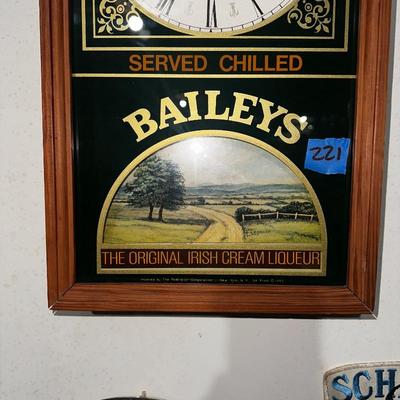 SERVED CHILLED
BAILEYS
221
THE ORIGINAL IRISH CREAM LIQUEUR
SCH